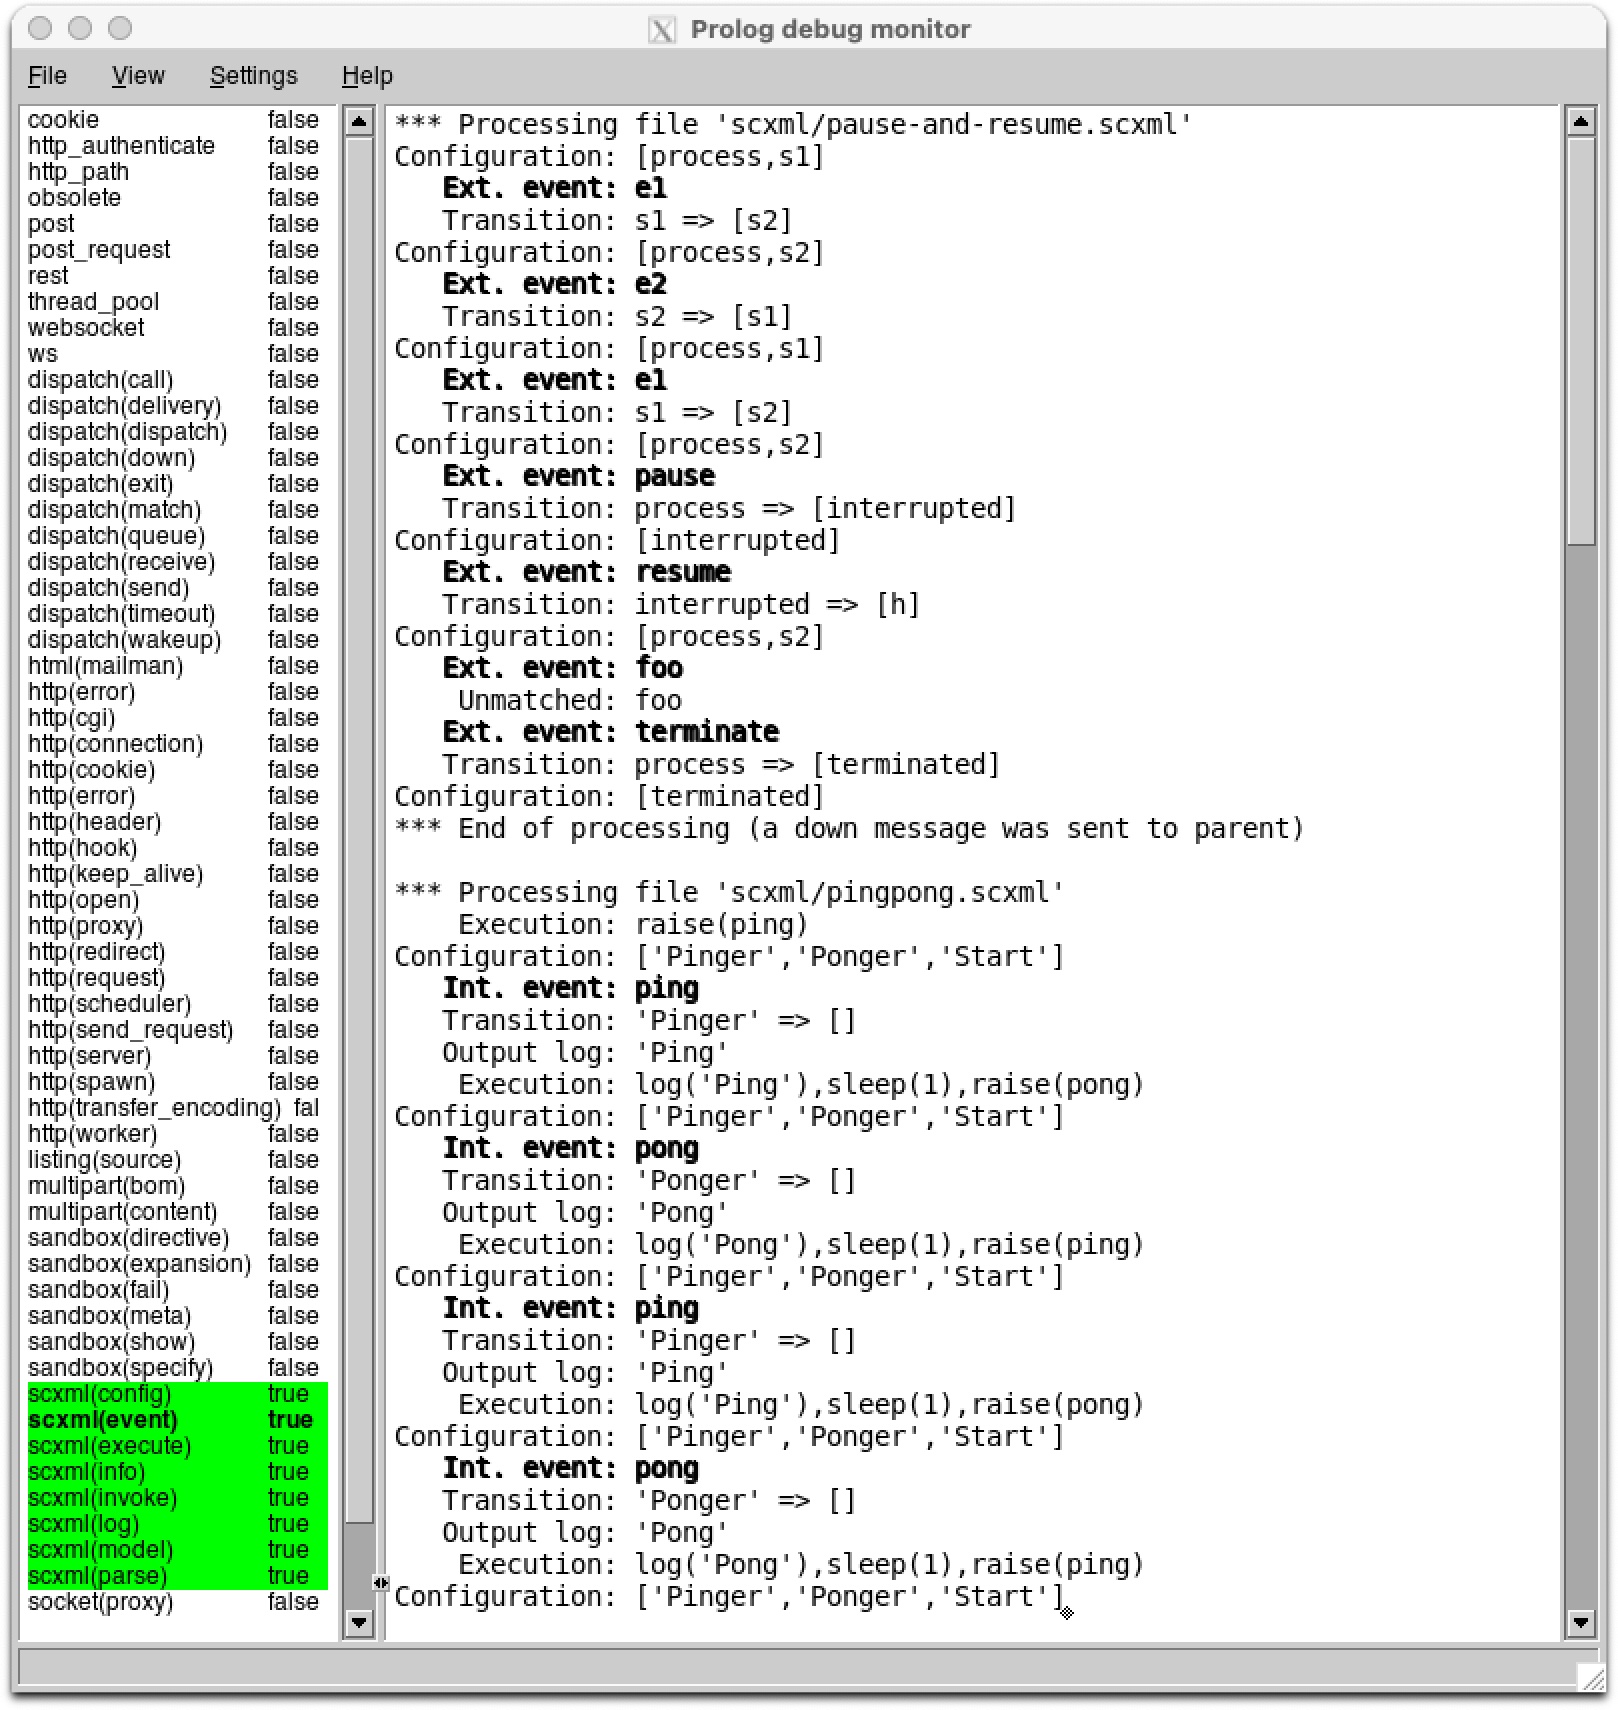 Prolog debug monitor
File View Settings Help
cookie false
http_authenticate false
http_path false
obsolete false
post false
post_request false
rest false
thread_pool false
websocket false
ws false
dispatch(call) false
dispatch(delivery) false
dispatch(dispatch) false
dispatch(down) false
dispatch(exit) false
dispatch(match) false
dispatch(queue) false
dispatch(receive) false
dispatch(send) false
dispatch(timeout) false
dispatch(wakeup) false
html(mailman) false
http(error) false
http(cgi) false
http(connection) false
http(cookie) false
http(error) false
http(header) false
http(hook) false
http(keep_alive) false
http(open) false
http(proxy) false
http(redirect) false
http(request) false
http(scheduler) false
http(send_request) false
http(server) false
http(spawn) false
http(transfer_encoding) fal
http(worker) false
listing(source) false
multipart(bom) false
multipart(content) false
sandbox(directive) false
sandbox(expansion) false
sandbox(fail) false
sandbox(meta) false
sandbox(show) false
sandbox(specify) false
scxml(config) true
scxml(event) true
scxml(execute) true
scxml(info) true
scxml(invoke) true
scxml(log) true
scxml(model) true
scxml(parse) true
socket(proxy) false
*** Processing file 'scxml/pause-and-resume.scxml'
Configuration: [process,s1]
Ext. event: e1
Transition: s1 => [s2]
Configuration: [process,s2]
Ext. event: e2
Transition: s2 => [s1]
Configuration: [process,s1]
Ext. event: e1
Transition: s1 => [s2]
Configuration: [process,s2]
Ext. event: pause
Transition: process => [interrupted]
Configuration: [interrupted]
Ext. event: resume
Transition: interrupted => [h]
Configuration: [process,s2]
Ext. event: foo
Unmatched: foo
Ext. event: terminate
Transition: process => [terminated]
Configuration: [terminated]
*** End of processing (a down message was sent to parent)
*** Processing file 'scxml/pingpong.scxml'
Execution: raise(ping)
Configuration: ['Pinger','Ponger','Start']
Int. event: ping
Transition: 'Pinger' => []
Output log: 'Ping'
Execution: log('Ping'),sleep(1),raise(pong)
Configuration: ['Pinger','Ponger','Start']
Int. event: pong
Transition: 'Ponger' => []
Output log: 'Pong'
Execution: log('Pong'),sleep(1),raise(ping)
Configuration: ['Pinger','Ponger','Start']
Int. event: ping
Transition: 'Pinger' => []
Output log: 'Ping'
Execution: log('Ping'),sleep(1),raise(pong)
Configuration: ['Pinger','Ponger','Start']
Int. event: pong
Transition: 'Ponger' => []
Output log: 'Pong'
Execution: log('Pong'),sleep(1),raise(ping)
Configuration: ['Pinger','Ponger','Start']